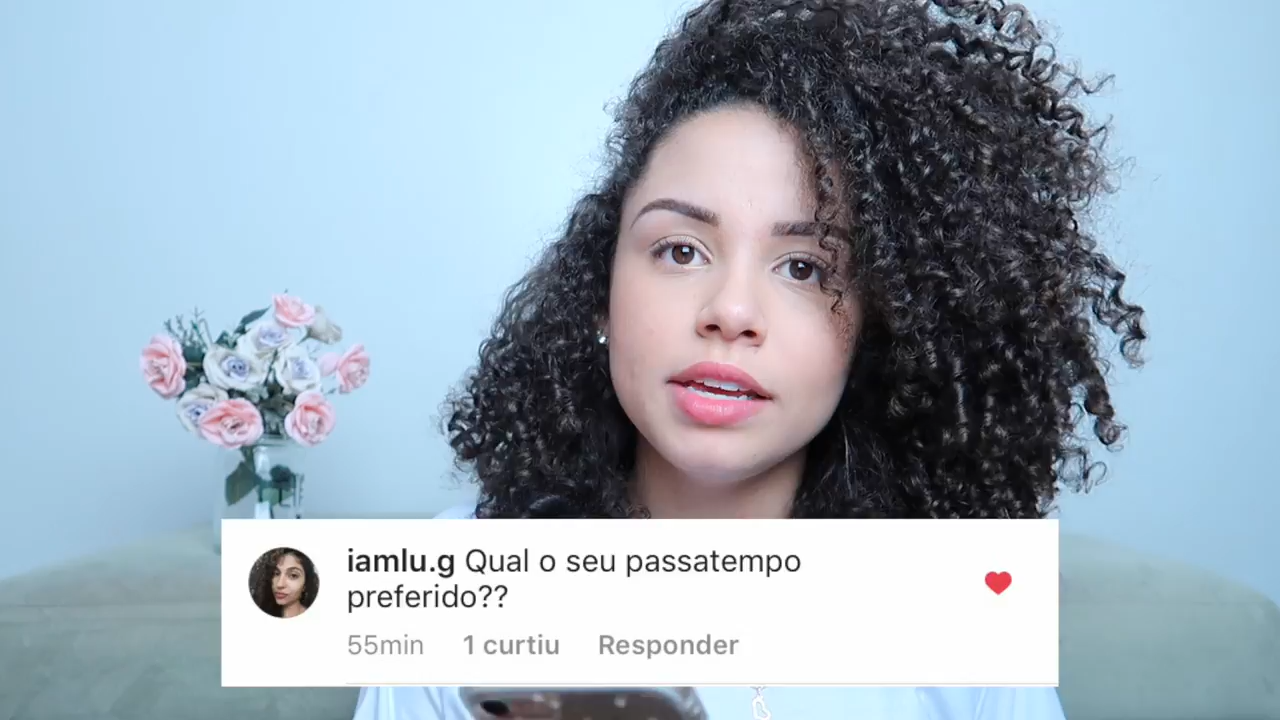 iamlu.g Qual o seu passatempo
preferido??
55min 1 curtiu Responder